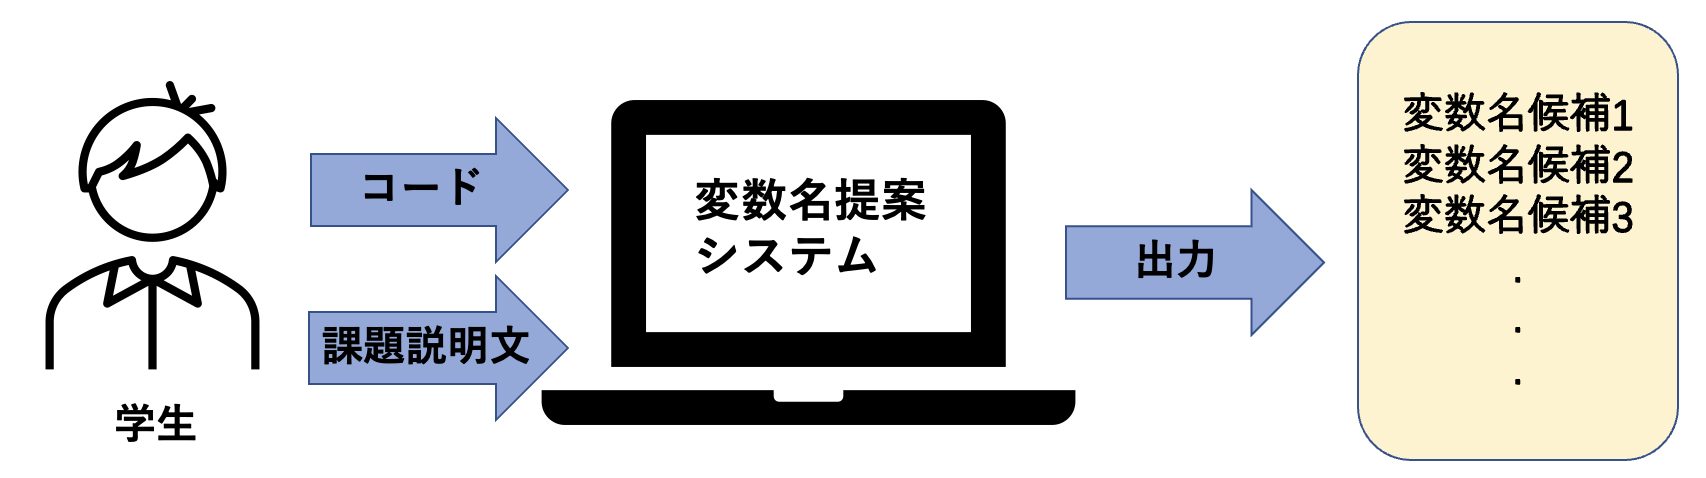 学生
コード
課題説明文
変数名提案
システム
出力
変数名候補1
変数名候補2
変数名候補3
.
.
.